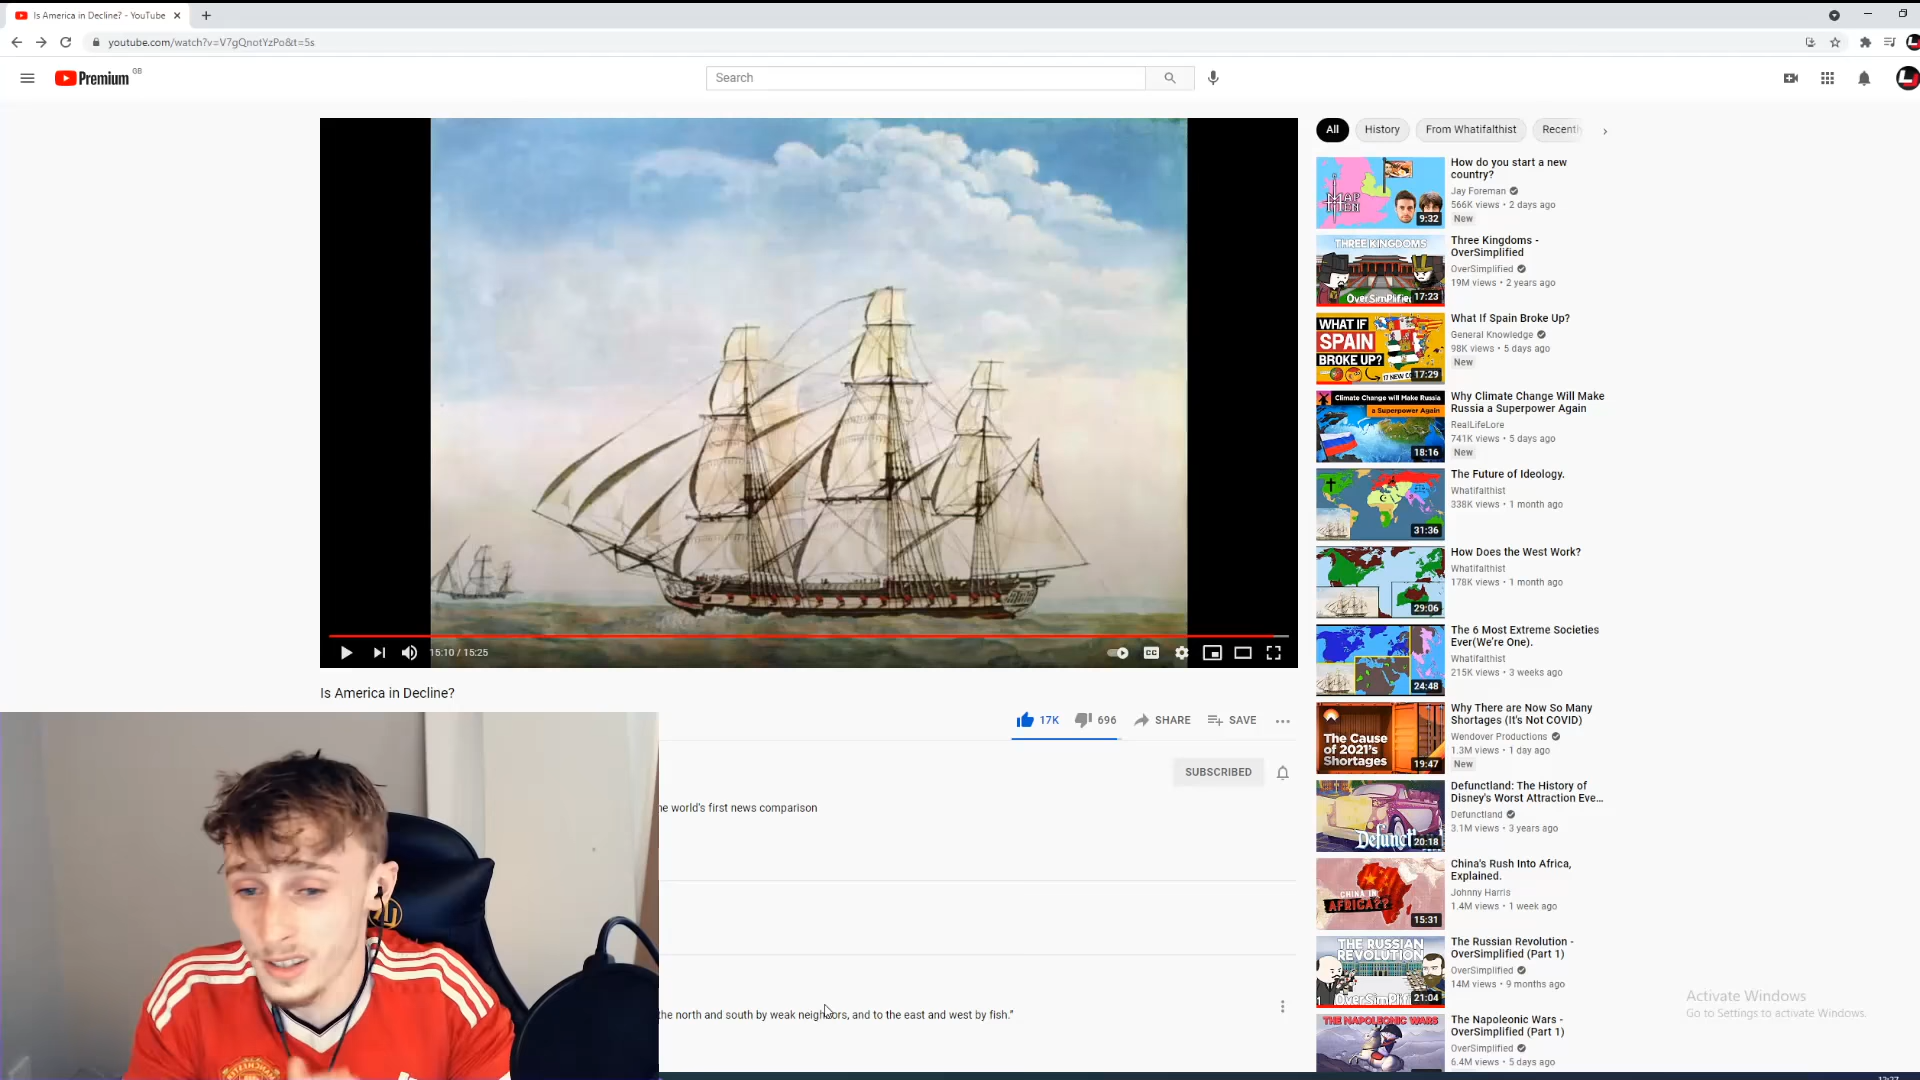 Is America in Decline? - YouTube
youtube.com/watch?v=V7gQnotYzPo&t=5s
Premium GB
Search
All
History
From Whatifalthist
Recently
How do you start a new
country?
Jay Foreman
566K views • 2 days ago
New
MAP
MEN
9:32
THREE KINGDOMS
OverSimplified
17:23
Three Kingdoms -
OverSimplified
OverSimplified
19M views • 2 years ago
WHAT IF
SPAIN
BROKE UP?
17:29
What If Spain Broke Up?
General Knowledge
98K views • 5 days ago
New
Climate Change will Make Russia
a Superpower Again
18:16
Why Climate Change Will Make
Russia a Superpower Again
RealLifeLore
741K views • 5 days ago
New
31:36
The Future of Ideology.
Whatifalthist
338K views • 1 month ago
29:06
How Does the West Work?
Whatifalthist
178K views • 1 month ago
24:48
The 6 Most Extreme Societies
Ever(We're One).
Whatifalthist
215K views • 3 weeks ago
The Cause
of 2021's
Shortages
19:47
Why There are Now So Many
Shortages (It's Not COVID)
Wendover Productions
1.3M views • 1 day ago
New
Defunct
20:18
Defunctland: The History of
Disney's Worst Attraction Eve...
Defunctland
3.1M views • 3 years ago
CHINA IN
AFRICA??
15:31
China's Rush Into Africa,
Explained.
Johnny Harris
1.4M views • 1 week ago
THE RUSSIAN
REVOLUTION
OverSimplified
21:04
The Russian Revolution -
OverSimplified (Part 1)
OverSimplified
14M views • 9 months ago
THE NAPOLEONIC WARS
The Napoleonic Wars -
OverSimplified (Part 1)
OverSimplified
6.4M views • 5 days ago
15:10 / 15:25
CC
Is America in Decline?
17K
696
SHARE
SAVE
SUBSCRIBED
he world's first news comparison
the north and south by weak neighbors, and to the east and west by fish."
Activate Windows
Go to Settings to activate Windows.